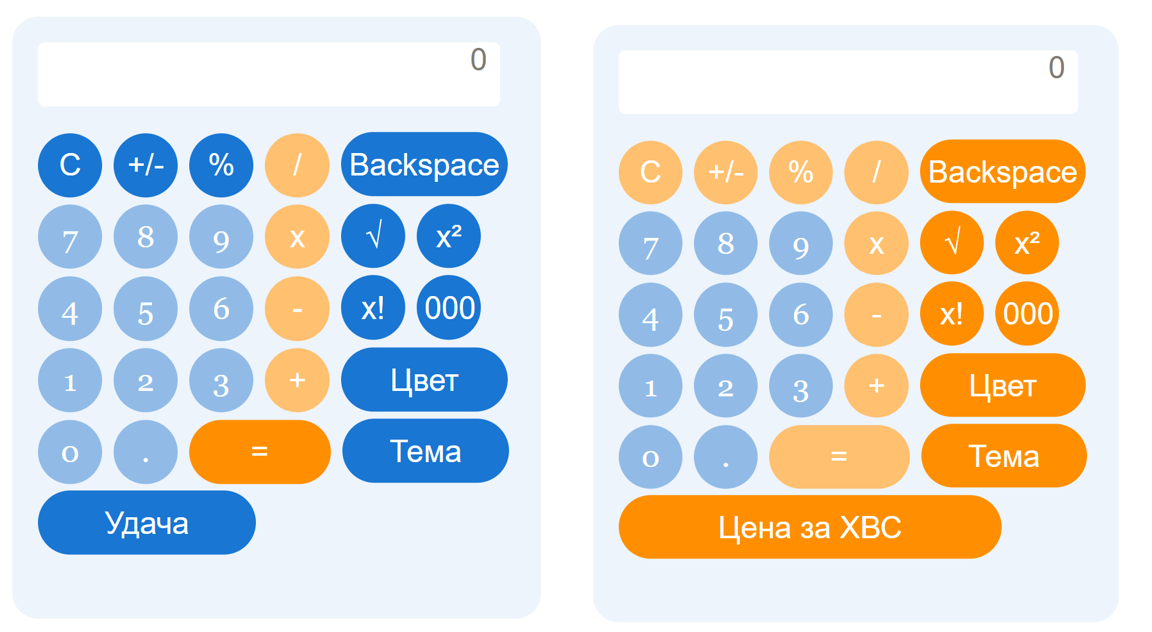 0
C +/- % / Backspace
7 8 9 x √ x²
4 5 6 - x! 000
1 2 3 + Цвет
0 . = Тема
Удача
0
C +/- % / Backspace
7 8 9 x √ x²
4 5 6 - x! 000
1 2 3 + Цвет
0 . = Тема
Цена за ХВС